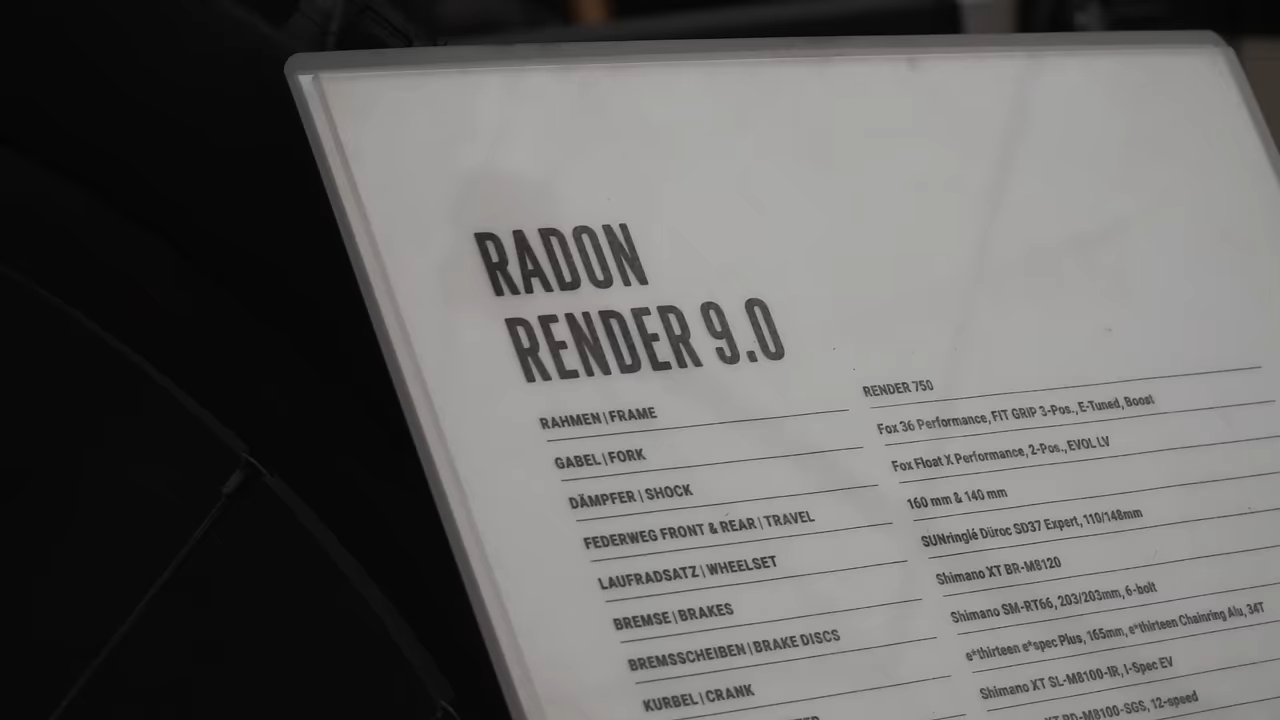 RADON
RENDER 9.0
RAHMEN | FRAME RENDER 750
GABEL | FORK Fox 36 Performance, FIT GRIP 3-Pos., E-Tuned, Boost
DÄMPFER | SHOCK Fox Float X Performance, 2-Pos., EVOL LV
FEDERWEG FRONT & REAR | TRAVEL 160 mm & 140 mm
LAUFRADSATZ | WHEELSET SUNringlé Düroc SD37 Expert, 110/148mm
BREMSE | BRAKES Shimano XT BR-M8120
BREMSSCHEIBEN | BRAKE DISCS Shimano SM-RT66, 203/203mm, 6-bolt
KURBEL | CRANK e*thirteen e*spec Plus, 165mm, e*thirteen Chainring Alu, 34T
Shimano XT SL-M8100-IR, I-Spec EV
XT RD-M8100-SGS, 12-speed